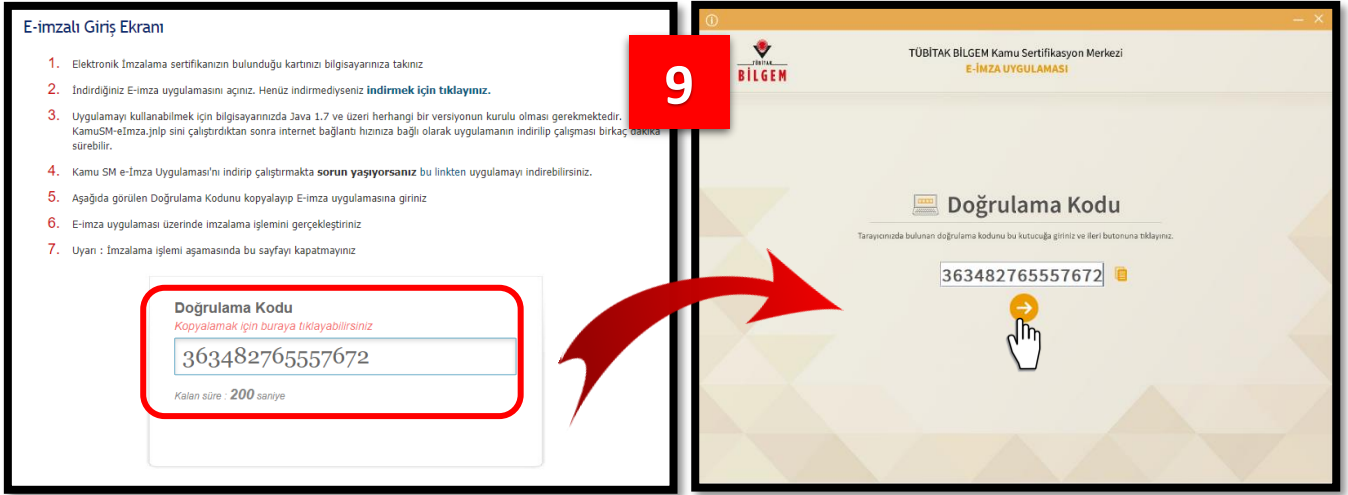 E-imzalı Giriş Ekranı
1. Elektronik İmzalama sertifikanızın bulunduğu kartınızı bilgisayarınıza takınız
2. İndirdiğiniz E-imza uygulamasını açınız. Henüz indirmediyseniz indirmek için tıklayınız.
3. Uygulamayı kullanabilmek için bilgisayarınızda Java 1.7 ve üzeri herhangi bir versiyonun kurulu olması gerekmektedir.
KamuSM-eImza.jnlp sini çalıştırdıktan sonra internet bağlantı hızınıza bağlı olarak uygulamanın indirilip çalışması birkaç dakika
sürebilir.
4. Kamu SM e-İmza Uygulaması'nı indirip çalıştırmakta sorun yaşıyorsanız bu linkten uygulamayı indirebilirsiniz.
5. Aşağıda görülen Doğrulama Kodunu kopyalayıp E-imza uygulamasına giriniz
6. E-imza uygulaması üzerinde imzalama işlemini gerçekleştiriniz
7. Uyarı : İmzalama işlemi aşamasında bu sayfayı kapatmayınız
Doğrulama Kodu
Kopyalamak için buraya tıklayabilirsiniz
363482765557672
Kalan süre : 200 saniye
9
TÜBİTAK
BİLGEM
TÜBİTAK BİLGEM Kamu Sertifikasyon Merkezi
E-İMZA UYGULAMASI
Doğrulama Kodu
Tarayıcınızda bulunan doğrulama kodunu bu kutucuğa giriniz ve ileri butonuna tıklayınız.
363482765557672